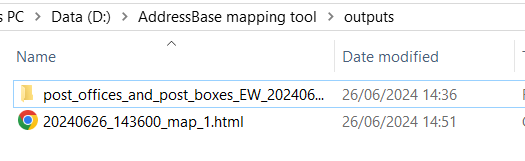 PC > Data (D:) > AddressBase mapping tool > outputs
Name Date modified
post_offices_and_post_boxes_EW_202406... 26/06/2024 14:36
20240626_143600_map_1.html 26/06/2024 14:51